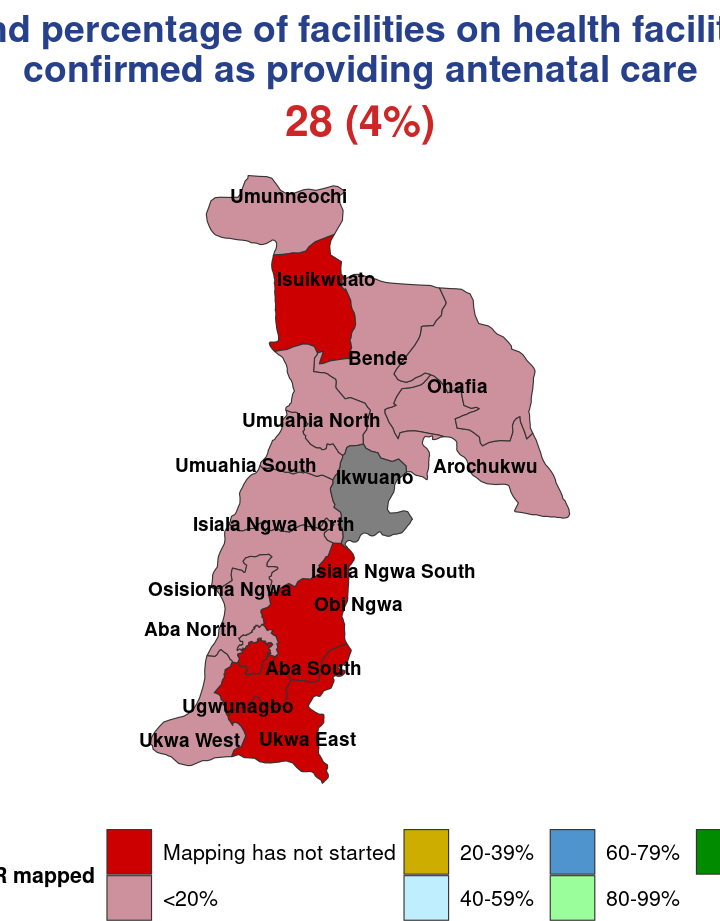 percentage of facilities on health
confirmed as providing antenatal care
28 (4%)
Umunneochi
Isuikwuato
Bende
Ohafia
Umuahia North
Umuahia South
Arochukwu
Ikwuano
Isiala Ngwa North
Isiala Ngwa South
Osisioma Ngwa
Obi Ngwa
Aba North
Aba South
Ugwunagbo
Ukwa West
Ukwa East
mapped
Mapping has not started
<20%
20-39%
40-59%
60-79%
80-99%